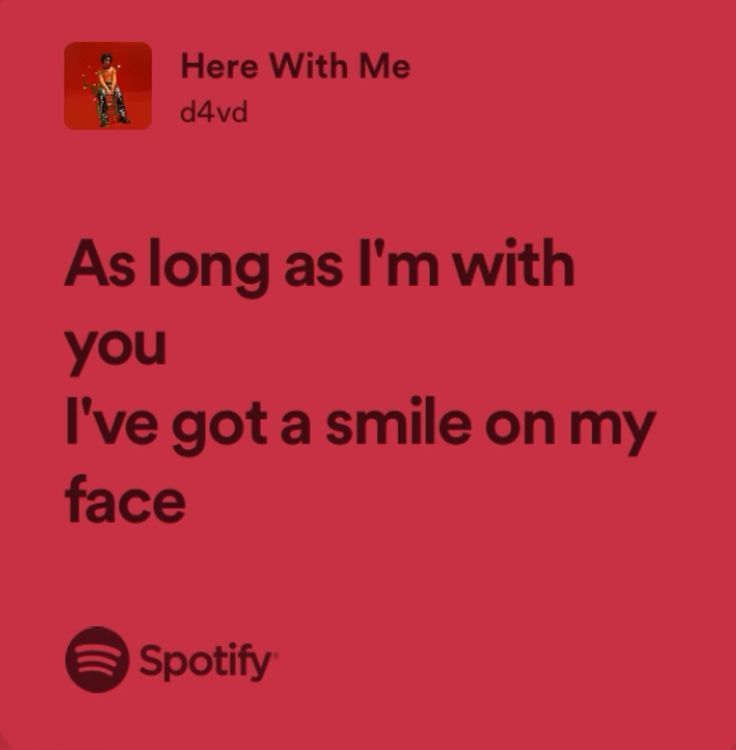 Here With Me
d4vd
As long as I'm with
you
I've got a smile on my
face
Spotify